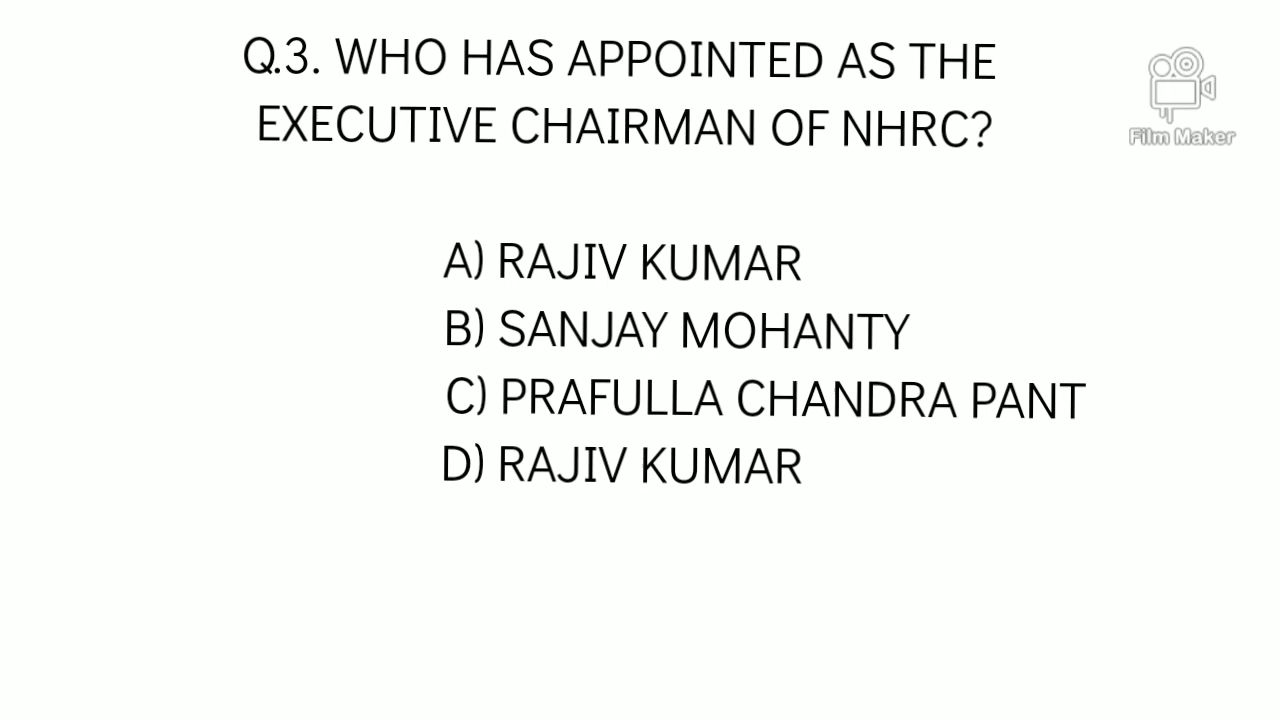 Q.3. WHO HAS APPOINTED AS THE
EXECUTIVE CHAIRMAN OF NHRC?
Film Maker
A) RAJIV KUMAR
B) SANJAY MOHANTY
C) PRAFULLA CHANDRA PANT
D) RAJIV KUMAR